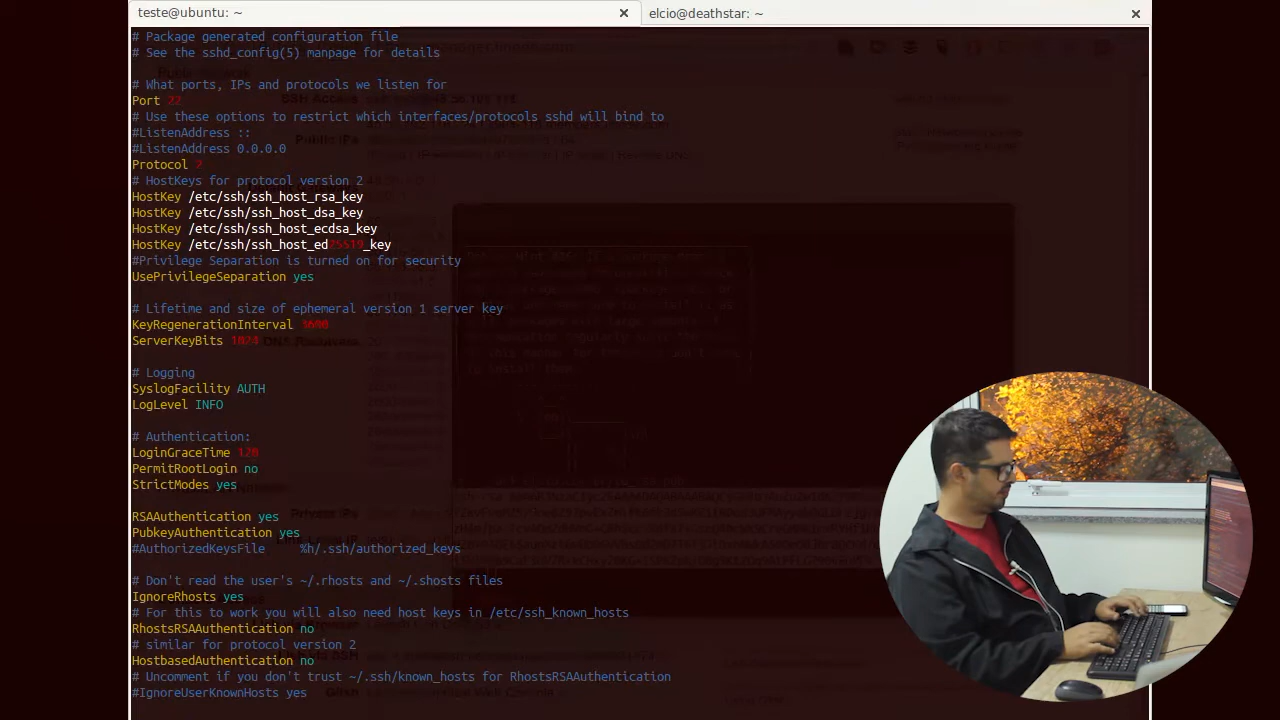 teste@ubuntu: ~
elcio@deathstar: ~
# Package generated configuration file
# See the sshd_config(5) manpage for details
# What ports, IPs and protocols we listen for
Port 22
# Use these options to restrict which interfaces/protocols sshd will bind to
#ListenAddress ::
#ListenAddress 0.0.0.0
Protocol 2
# HostKeys for protocol version 2
HostKey /etc/ssh/ssh_host_rsa_key
HostKey /etc/ssh/ssh_host_dsa_key
HostKey /etc/ssh/ssh_host_ecdsa_key
HostKey /etc/ssh/ssh_host_ed25519_key
#Privilege Separation is turned on for security
UsePrivilegeSeparation yes
# Lifetime and size of ephemeral version 1 server key
KeyRegenerationInterval 3600
ServerKeyBits 1024
# Logging
SyslogFacility AUTH
LogLevel INFO
# Authentication:
LoginGraceTime 120
PermitRootLogin no
StrictModes yes
RSAAuthentication yes
PubkeyAuthentication yes
#AuthorizedKeysFile %h/.ssh/authorized_keys
# Don't read the user's ~/.rhosts and ~/.shosts files
IgnoreRhosts yes
# For this to work you will also need host keys in /etc/ssh_known_hosts
RhostsRSAAuthentication no
# similar for protocol version 2
HostbasedAuthentication no
# Uncomment if you don't trust ~/.ssh/known_hosts for RhostsRSAAuthentication
#IgnoreUserKnownHosts yes